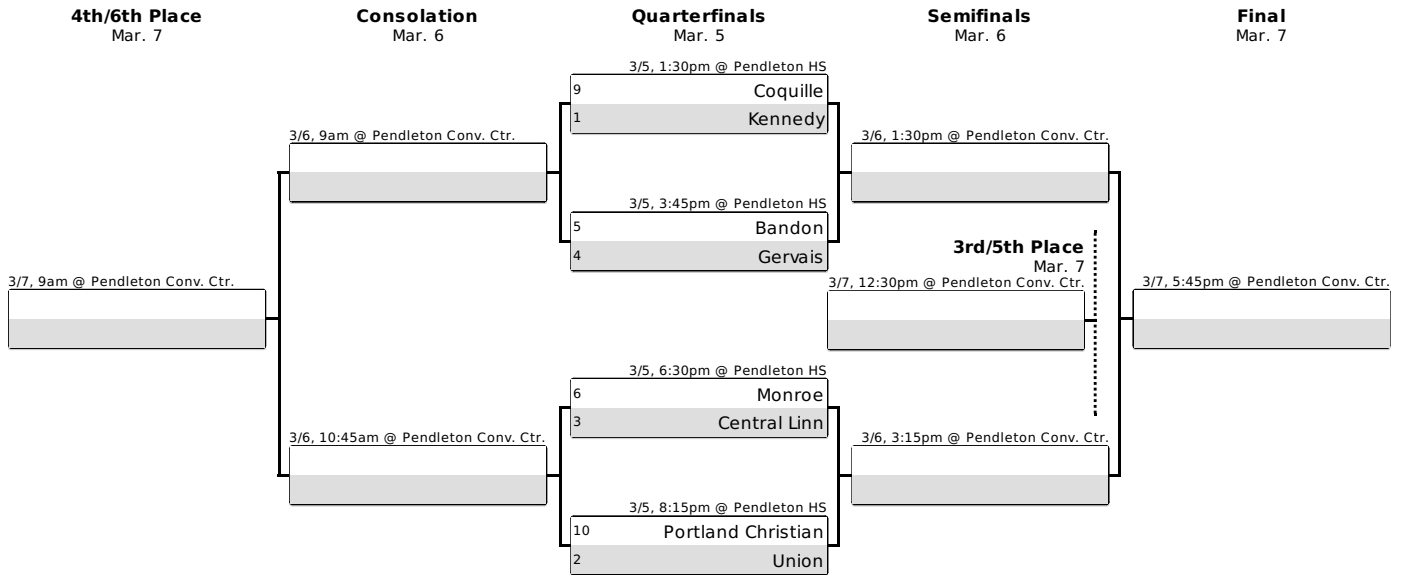 4th/6th Place
Mar. 7
Consolation
Mar. 6
Quarterfinals
Mar. 5
Semifinals
Mar. 6
Final
Mar. 7
3/5, 1:30pm @ Pendleton HS
9 Coquille
1 Kennedy
3/6, 9am @ Pendleton Conv. Ctr.
3/6, 1:30pm @ Pendleton Conv. Ctr.
3/5, 3:45pm @ Pendleton HS
5 Bandon
4 Gervais
3rd/5th Place
Mar. 7
3/7, 9am @ Pendleton Conv. Ctr.
3/7, 12:30pm @ Pendleton Conv. Ctr.
3/7, 5:45pm @ Pendleton Conv. Ctr.
3/5, 6:30pm @ Pendleton HS
6 Monroe
3 Central Linn
3/6, 10:45am @ Pendleton Conv. Ctr.
3/6, 3:15pm @ Pendleton Conv. Ctr.
3/5, 8:15pm @ Pendleton HS
10 Portland Christian
2 Union